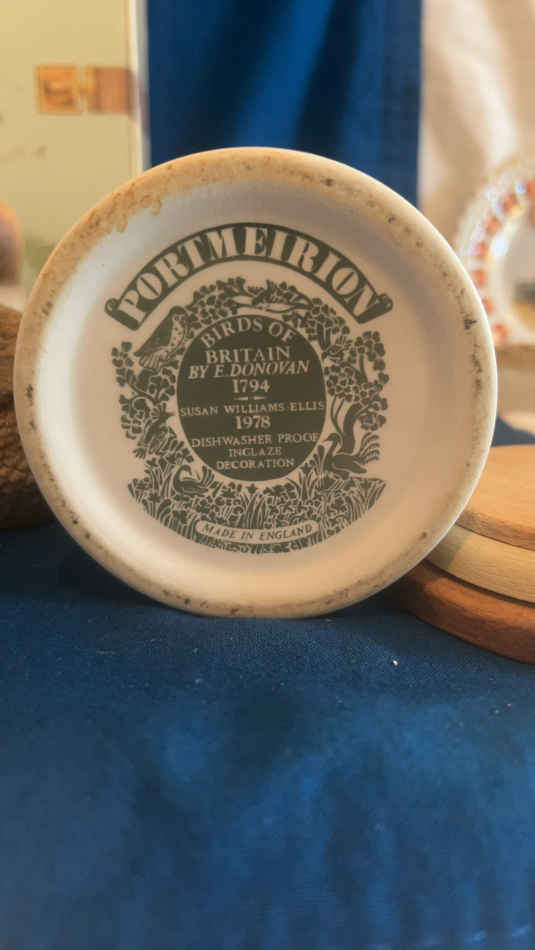 PORTMEIRION
BIRDS OF
BRITAIN
BY E.DONOVAN
1794
SUSAN WILLIAMS-ELLIS
1978
DISHWASHER PROOF
INGLAZE
DECORATION
MADE IN ENGLAND